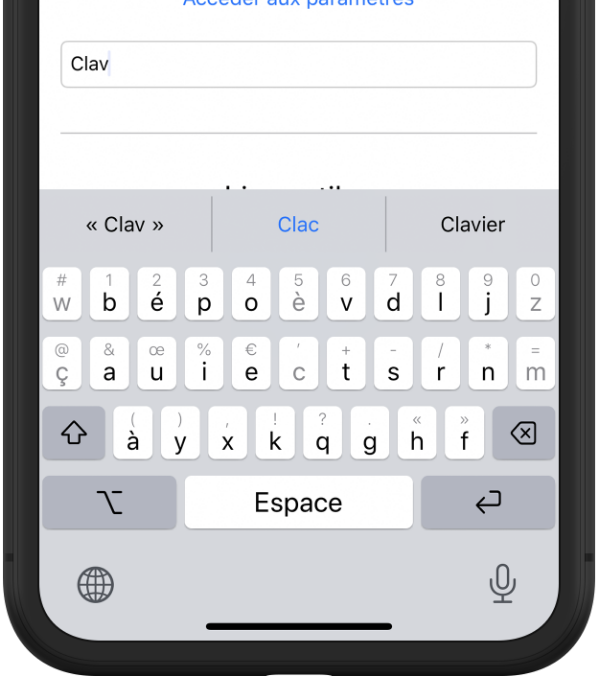 Accéder aux paramètres
Clav
« Clav » Clac Clavier
# 1 2 3 4 5 6 7 8 9 0
w b é p o è v d l j z
@ & œ % € ' + - / * =
ç a u i e c t s r n m
( ) , ! ? . « »
à y x k q g h f
Espace